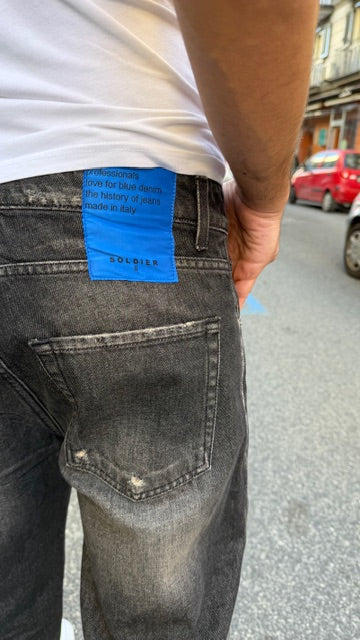 professionals
love for blue denim
the history of jeans
made in italy
SOLDIER